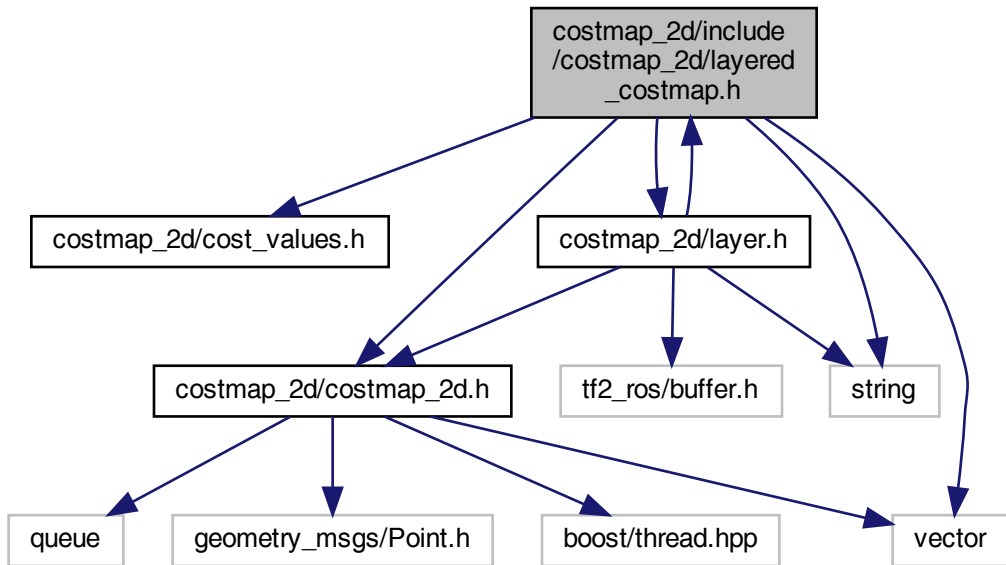 costmap_2d/include
/costmap_2d/layered
_costmap.h
costmap_2d/cost_values.h
costmap_2d/layer.h
costmap_2d/costmap_2d.h
tf2_ros/buffer.h
string
queue
geometry_msgs/Point.h
boost/thread.hpp
vector